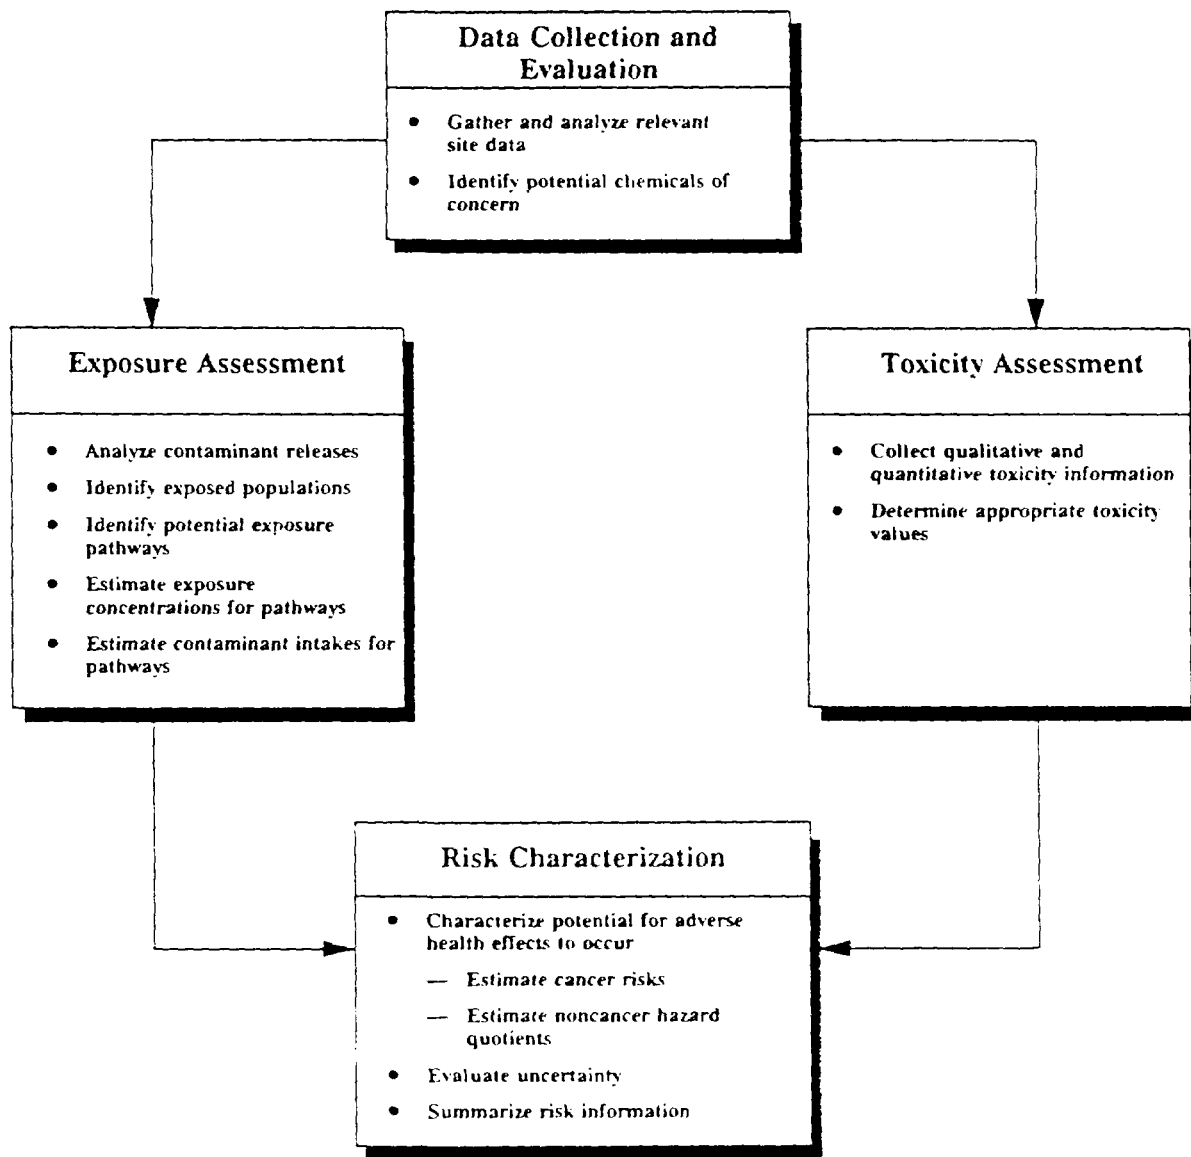 Data Collection and
Evaluation
• Gather and analyze relevant
site data
• Identify potential chemicals of
concern
Exposure Assessment
• Analyze contaminant releases
• Identify exposed populations
• Identify potential exposure
pathways
• Estimate exposure
concentrations for pathways
• Estimate contaminant intakes for
pathways
Toxicity Assessment
• Collect qualitative and
quantitative toxicity information
• Determine appropriate toxicity
values
Risk Characterization
• Characterize potential for adverse
health effects to occur
— Estimate cancer risks
— Estimate noncancer hazard
quotients
• Evaluate uncertainty
• Summarize risk information